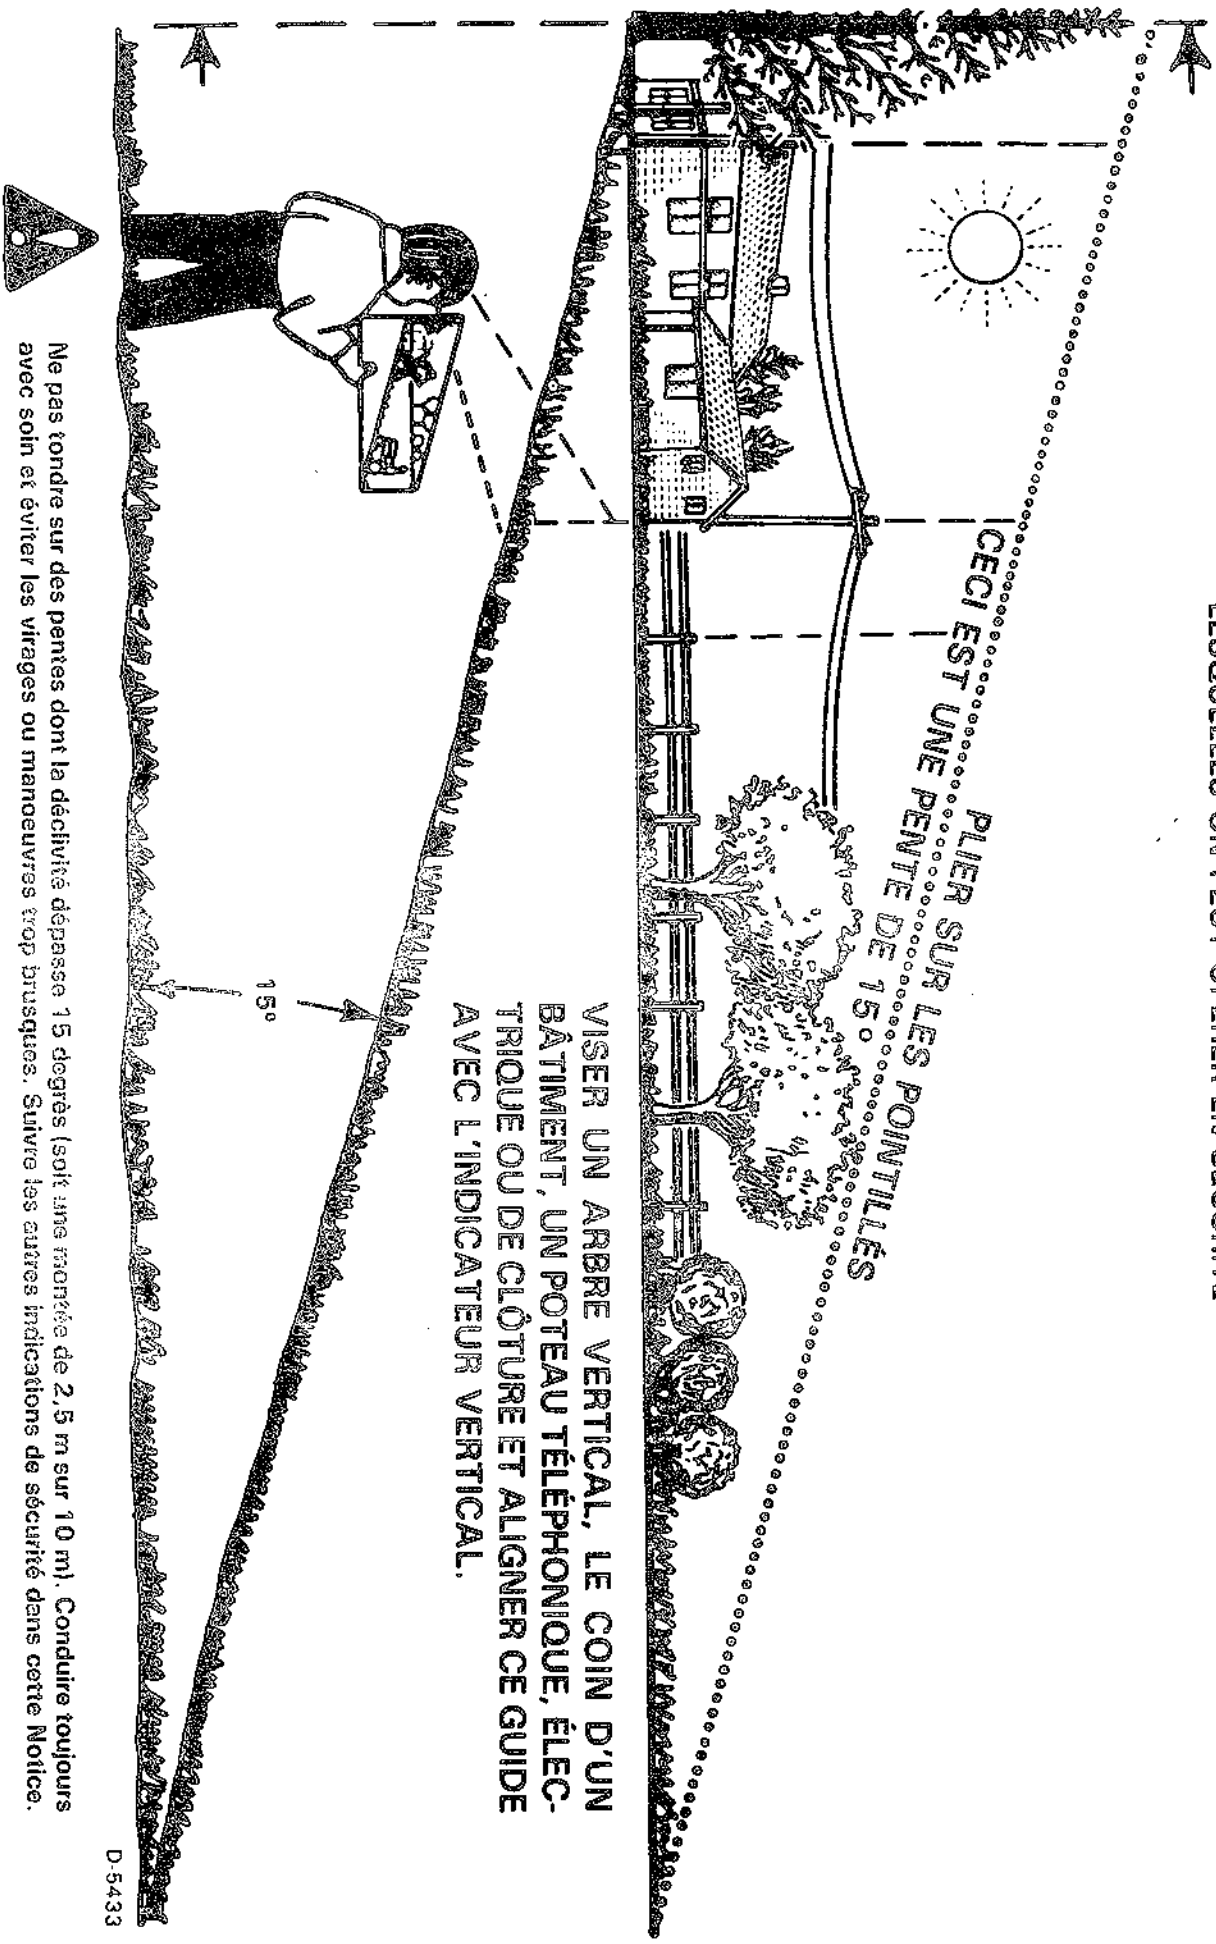 PLIER SUR LES POINTILLÉS
CECI EST UNE PENTE DE 15°
VISER UN ARBRE VERTICAL, LE COIN D'UN
BÂTIMENT, UN POTEAU TÉLÉPHONIQUE, ÉLEC-
TRIQUE OU DE CLÔTURE ET ALIGNER CE GUIDE
AVEC L'INDICATEUR VERTICAL.
15°
Ne pas tondre sur des pentes dont la déclivité dépasse 15 degrès (soit une montée de 2,5 m sur 10 m). Conduire toujours
avec soin et éviter les virages ou manoeuvres trop brusques. Suivre les autres indications de sécurité dans cette Notice.
D-5433